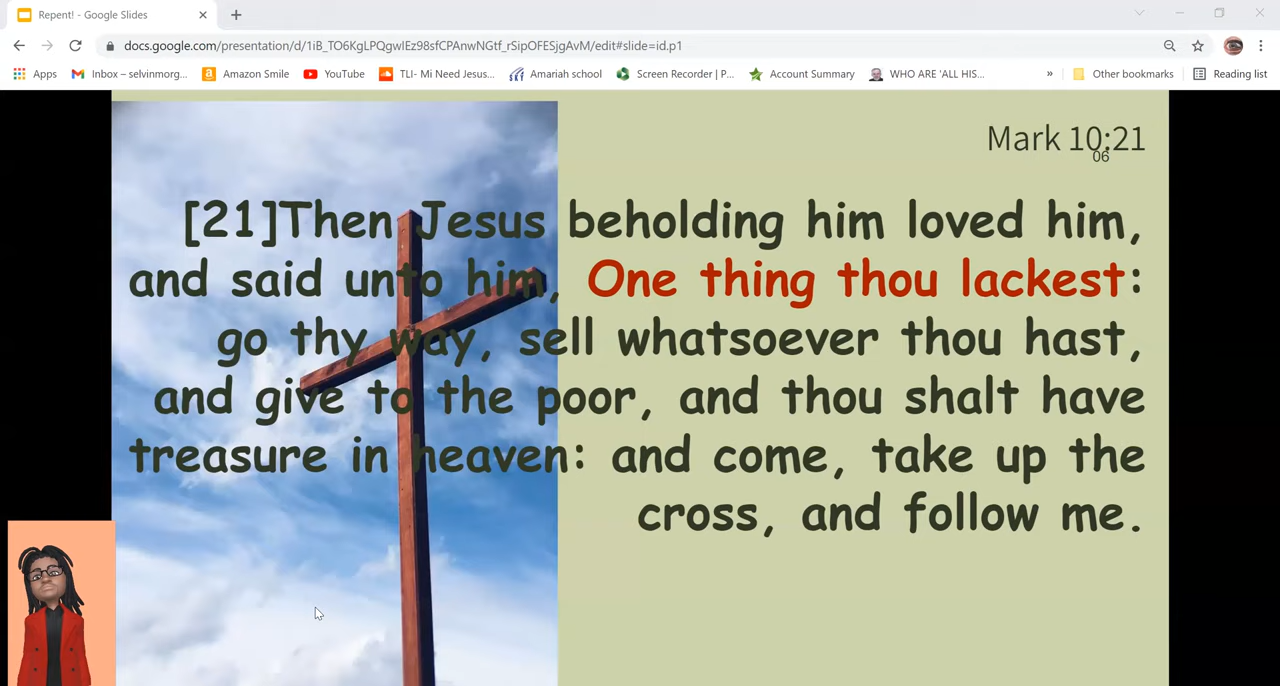 Repent! - Google Slides
docs.google.com/presentation/d/1iB_TO6KgLPQgwIEz98sfCPAnwNGtf_rSipOFESjgAvM/edit#slide=id.p1
Apps Inbox – selvinmorg... Amazon Smile YouTube TLI- Mi Need Jesus... Amariah school Screen Recorder | P... Account Summary WHO ARE 'ALL HIS... » Other bookmarks Reading list
Mark 10:21
06
[21]Then Jesus beholding him loved him,
and said unto him, One thing thou lackest:
go thy way, sell whatsoever thou hast,
and give to the poor, and thou shalt have
treasure in heaven: and come, take up the
cross, and follow me.